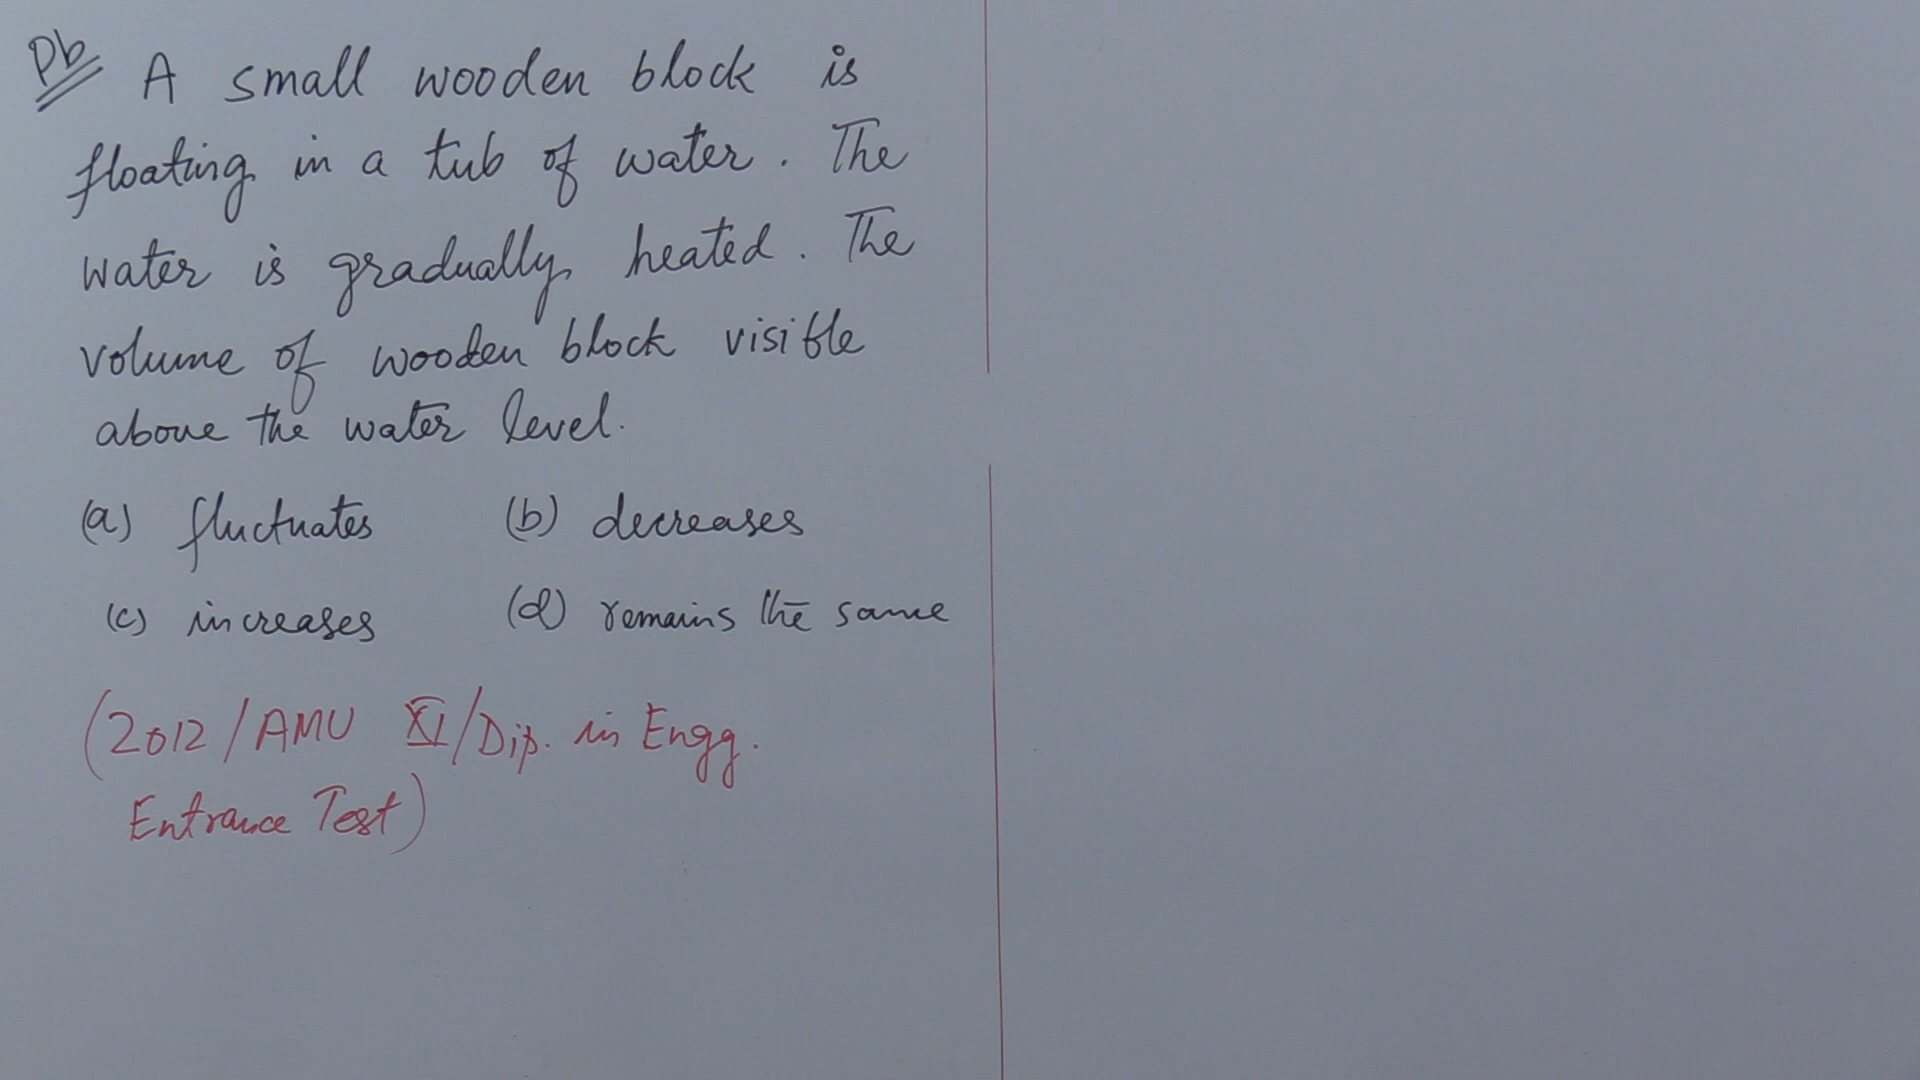 Pb A small wooden block is
floating in a tub of water. The
water is gradually heated. The
volume of wooden block visible
above the water level.
(a) fluctuates (b) decreases
(c) increases (d) remains the same
(2012/AMU XI/Dip. in Engg.
Entrance Test)